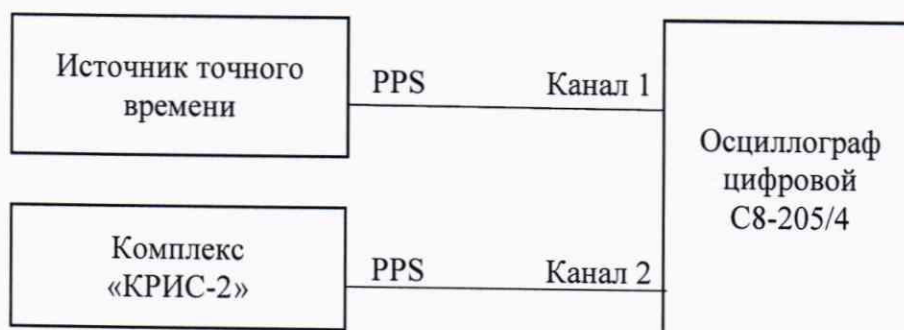 Источник точного
времени
PPS
Канал 1
Осциллограф
цифровой
С8-205/4
Комплекс
«КРИС-2»
PPS
Канал 2